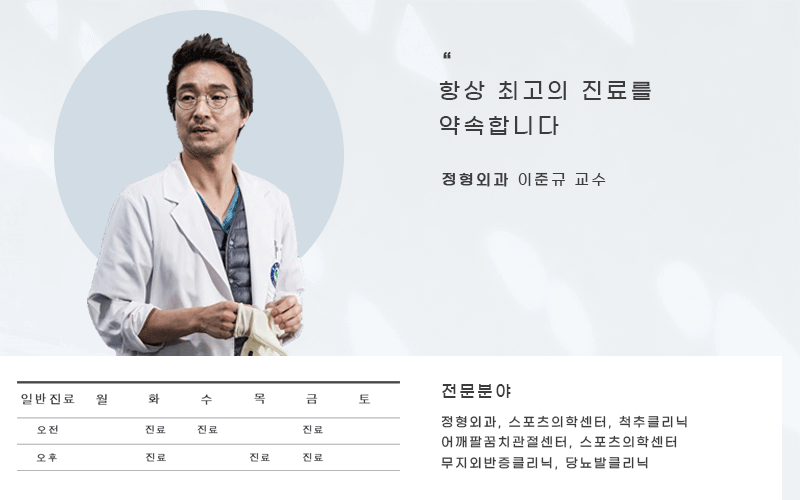 “
항상 최고의 진료를
약속합니다
정형외과 이준규 교수
일반진료 월 화 수 목 금 토
오전 진료 진료 진료
오후 진료 진료 진료
전문분야
정형외과, 스포츠의학센터, 척추클리닉
어깨팔꿈치관절센터, 스포츠의학센터
무지외반증클리닉, 당뇨발클리닉